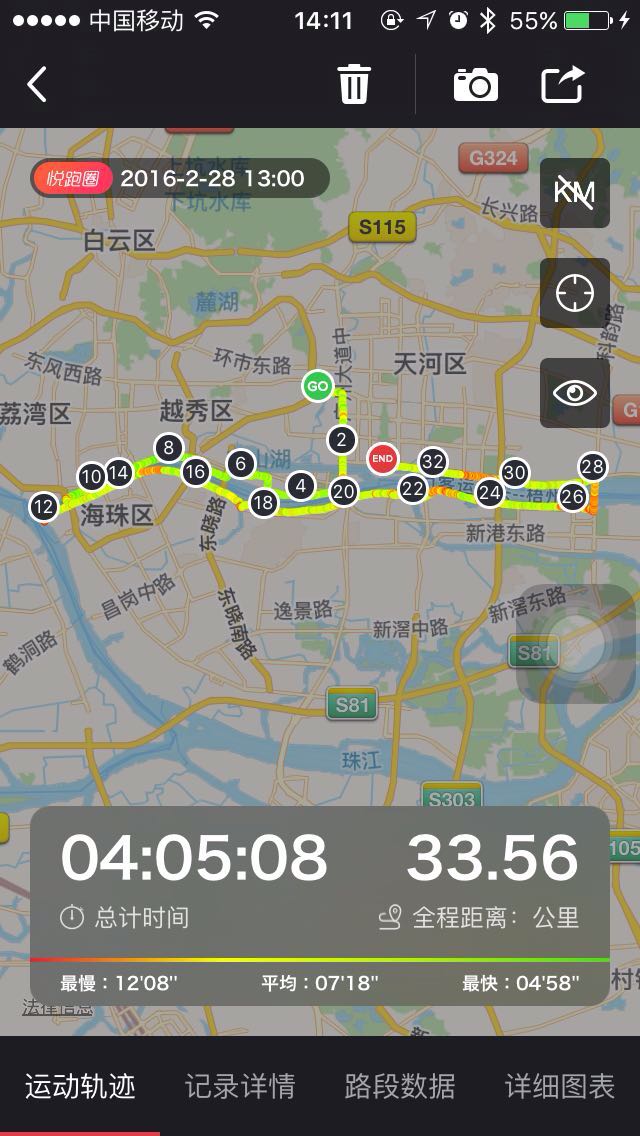 中国移动 14:11 55%
悦跑圈 2016-2-28 13:00
G324
KM
上坑水库
下坑水库
长兴路
S115
白云区
麓湖
科韵路
环市东路
天河区
东风西路
荔湾区
越秀区
G
GO
2
END
32
8
6
30
28
10
14
16
4
20
22
24
26
12
18
海珠区
东晓路
新港东路
昌岗中路
东晓南路
逸景路
新滘中路
新滘东路
鹤洞路
S81
S81
珠江
S303
105
04:05:08 33.56
总计时间 全程距离：公里
最慢：12'08" 平均：07'18" 最快：04'58"
法律信息
运动轨迹 记录详情 路段数据 详细图表